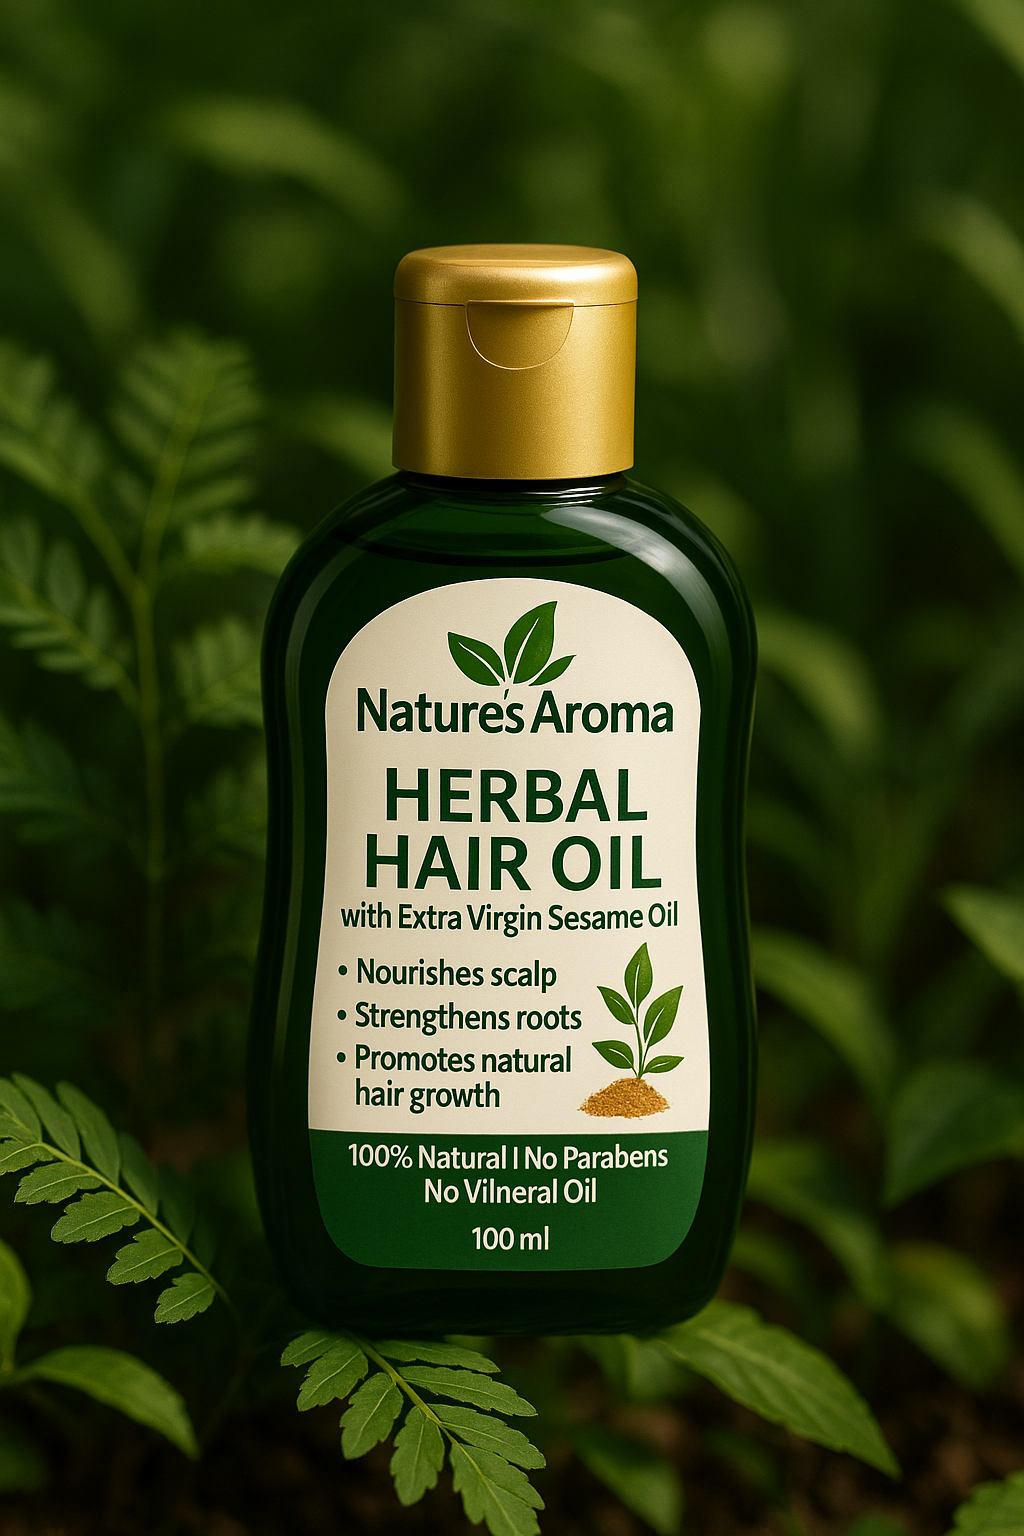 Nature's Aroma
HERBAL
HAIR OIL
with Extra Virgin Sesame Oil
• Nourishes scalp
• Strengthens roots
• Promotes natural
hair growth
100% Natural | No Parabens
No Vilneral Oil
100 ml